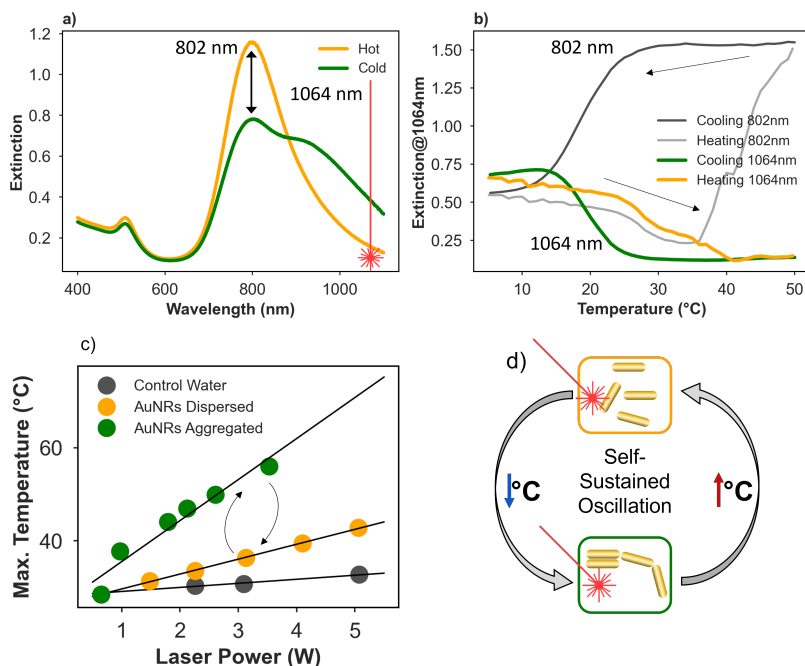 a)
802 nm
1064 nm
Hot
Cold
Extinction
1.2
1.0
0.8
0.6
0.4
0.2
400
600
800
1000
Wavelength (nm)
b)
802 nm
1064 nm
Cooling 802nm
Heating 802nm
Cooling 1064nm
Heating 1064nm
Extinction@1064nm
1.50
1.25
1.00
0.75
0.50
0.25
10
20
30
40
50
Temperature (°C)
c)
Control Water
AuNRs Dispersed
AuNRs Aggregated
Max. Temperature (°C)
60
40
1
2
3
4
5
Laser Power (W)
d)
Self-
Sustained
Oscillation
°C
°C